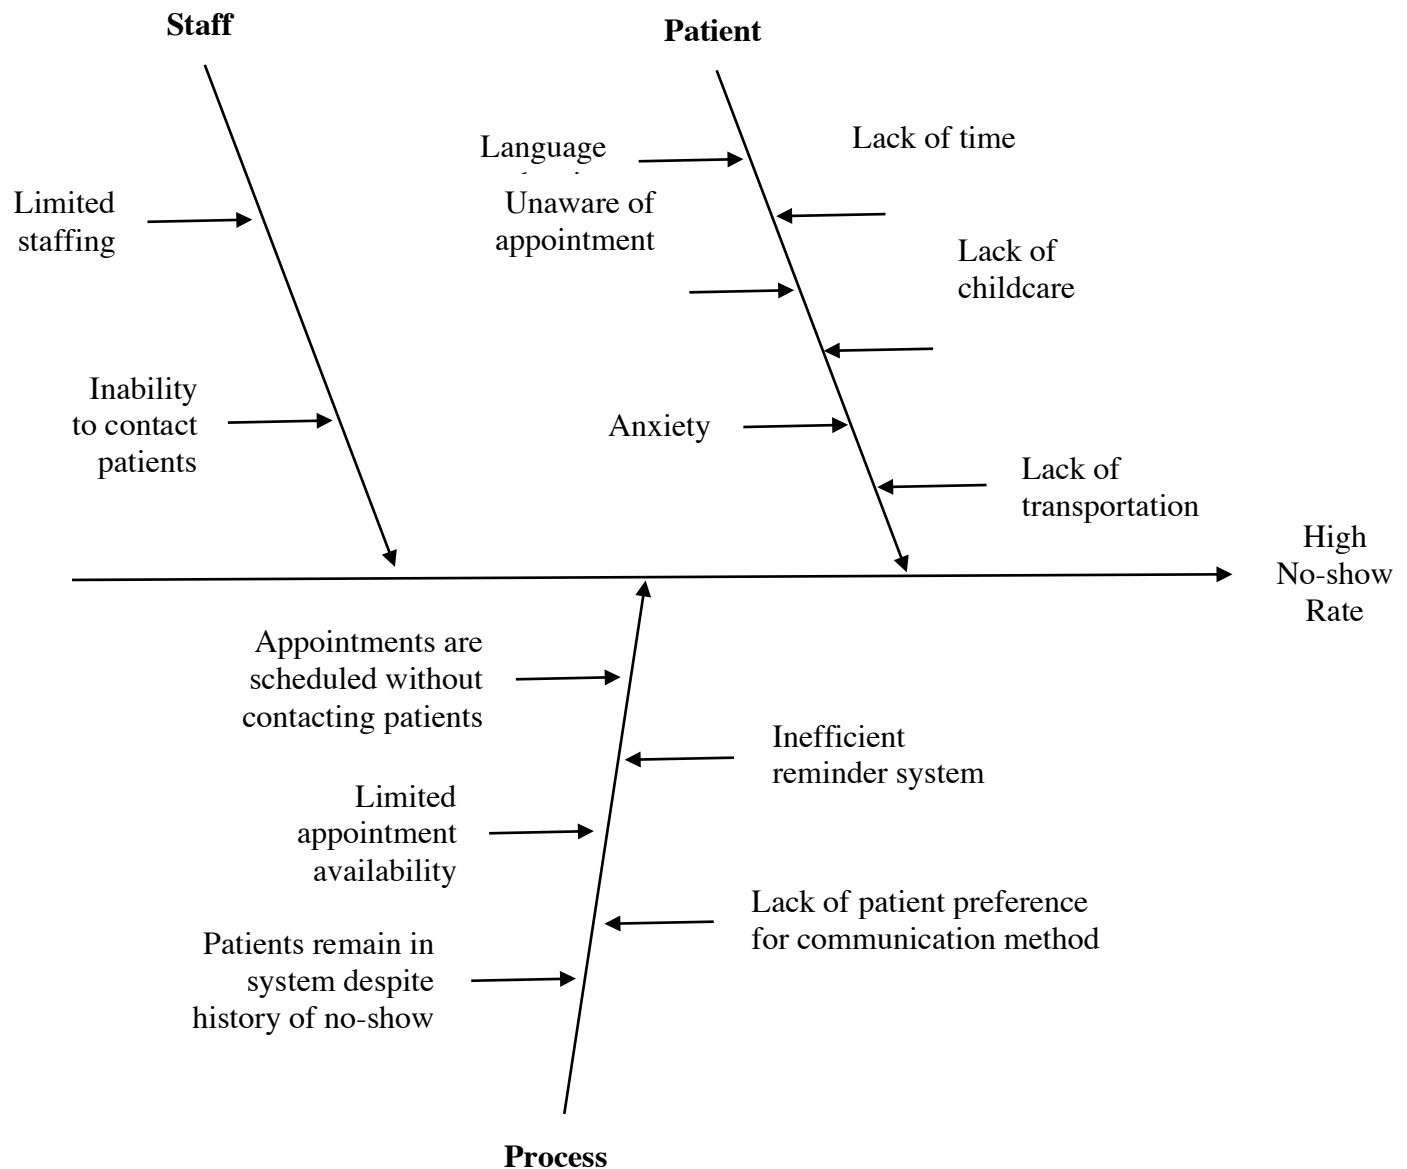 Staff
Patient
Language
Lack of time
Limited
staffing
Unaware of
appointment
Lack of
childcare
Inability
to contact
patients
Anxiety
Lack of
transportation
High
No-show
Rate
Appointments are
scheduled without
contacting patients
Inefficient
reminder system
Limited
appointment
availability
Lack of patient preference
for communication method
Patients remain in
system despite
history of no-show
Process